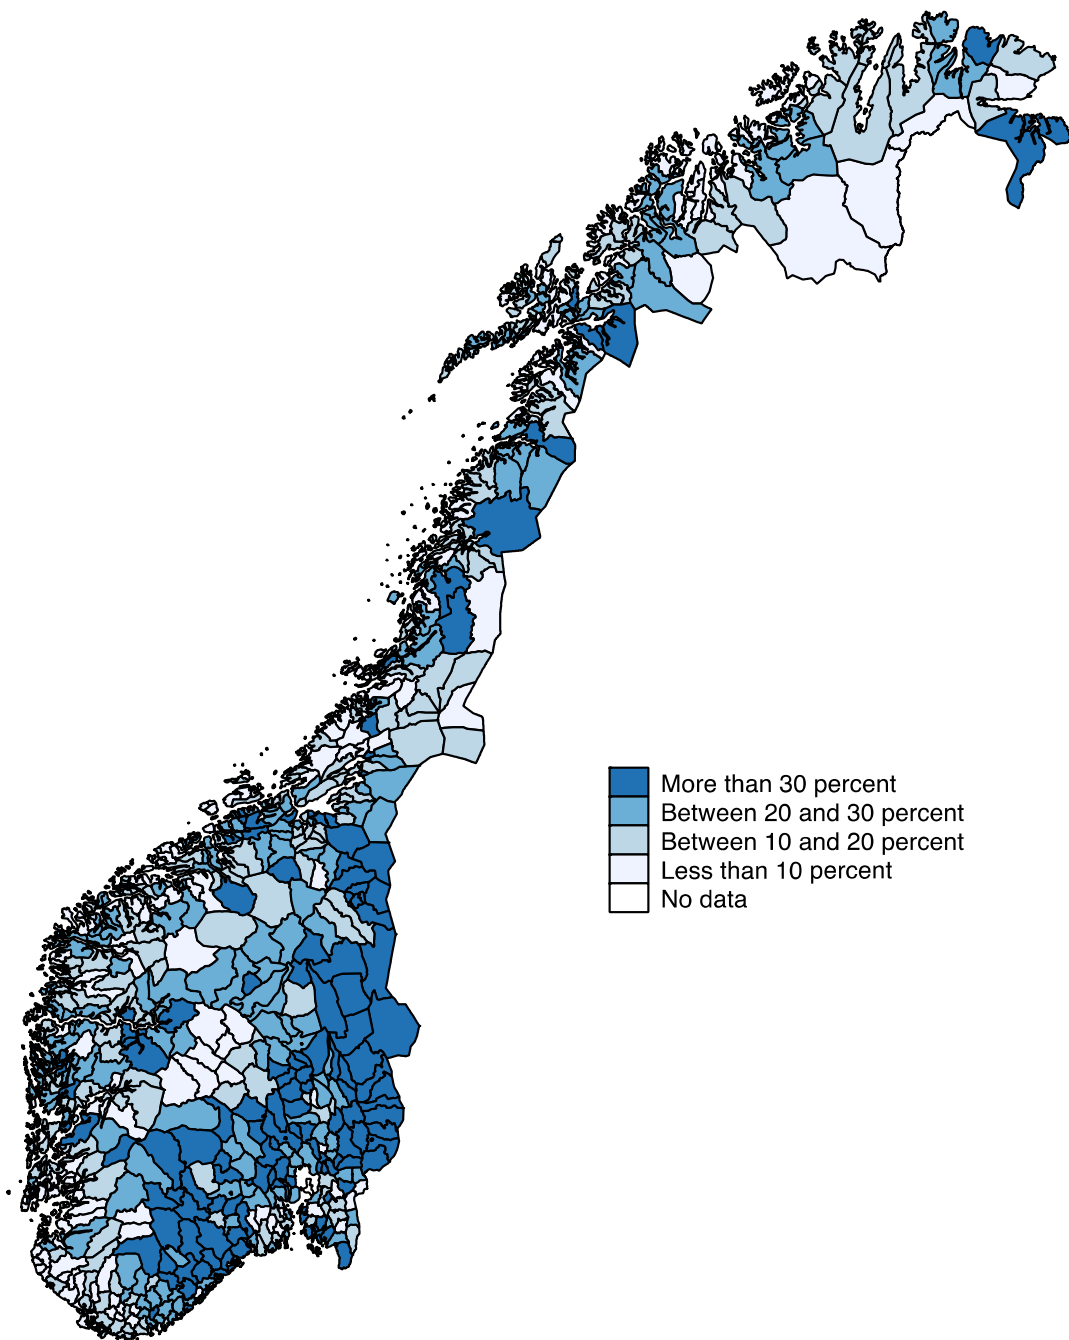 More than 30 percent
Between 20 and 30 percent
Between 10 and 20 percent
Less than 10 percent
No data